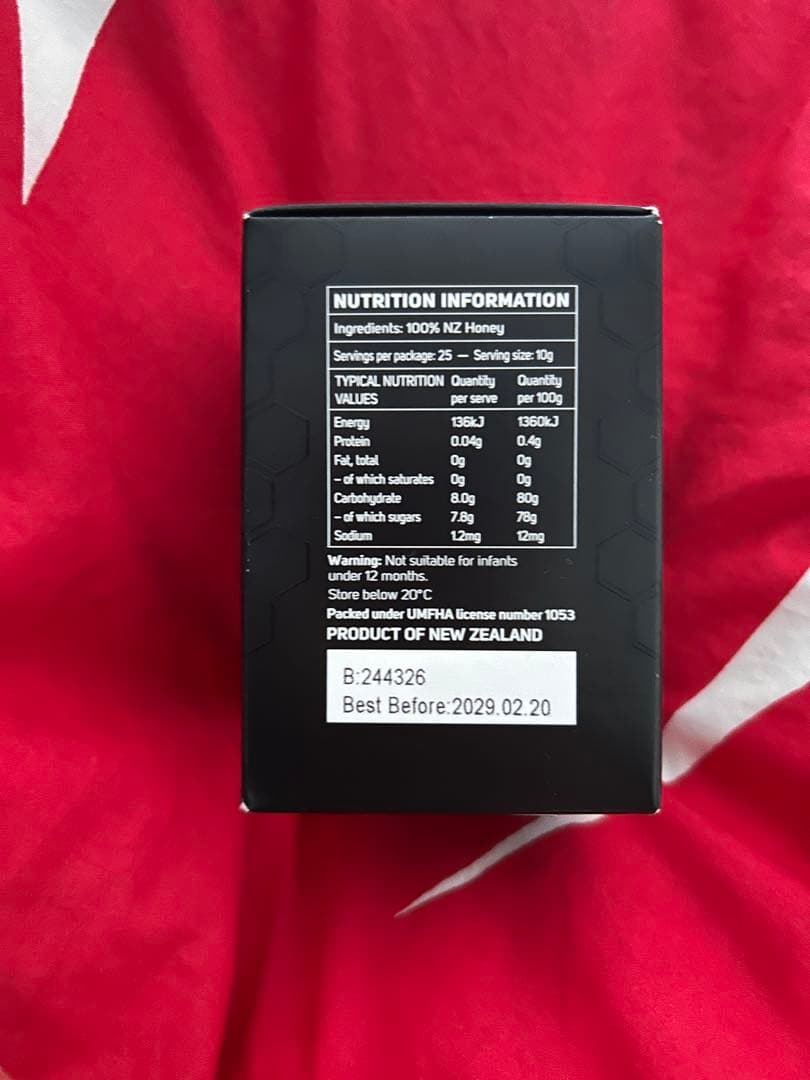 NUTRITION INFORMATION
Ingredients: 100% NZ Honey
Servings per package: 25 — Serving size: 10g
TYPICAL NUTRITION VALUES Quantity per serve Quantity per 100g
Energy 136kJ 1360kJ
Protein 0.04g 0.4g
Fat, total 0g 0g
– of which saturates 0g 0g
Carbohydrate 8.0g 80g
– of which sugars 7.8g 78g
Sodium 1.2mg 12mg
Warning: Not suitable for infants
under 12 months.
Store below 20°C
Packed under UMFHA license number 1053
PRODUCT OF NEW ZEALAND
B:244326
Best Before:2029.02.20